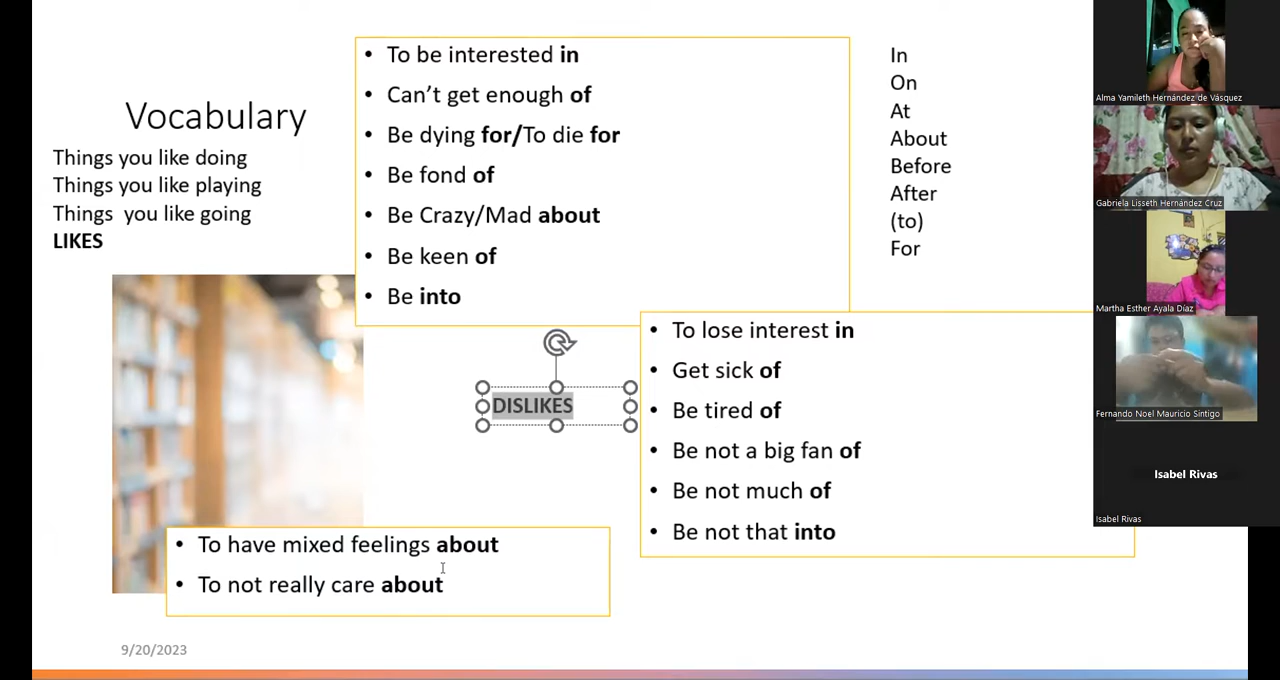 Vocabulary
Things you like doing
Things you like playing
Things  you like going
LIKES
• To be interested in
• Can't get enough of
• Be dying for/To die for
• Be fond of
• Be Crazy/Mad about
• Be keen of
• Be into
In
On
At
About
Before
After
(to)
For
DISLIKES
• To lose interest in
• Get sick of
• Be tired of
• Be not a big fan of
• Be not much of
• Be not that into
• To have mixed feelings about
• To not really care about
9/20/2023
Alma Yamileth Hernández de Vásquez
Gabriela Lisseth Hernández Cruz
Martha Esther Ayala Díaz
Fernando Noel Mauricio Sintigo
Isabel Rivas
Isabel Rivas